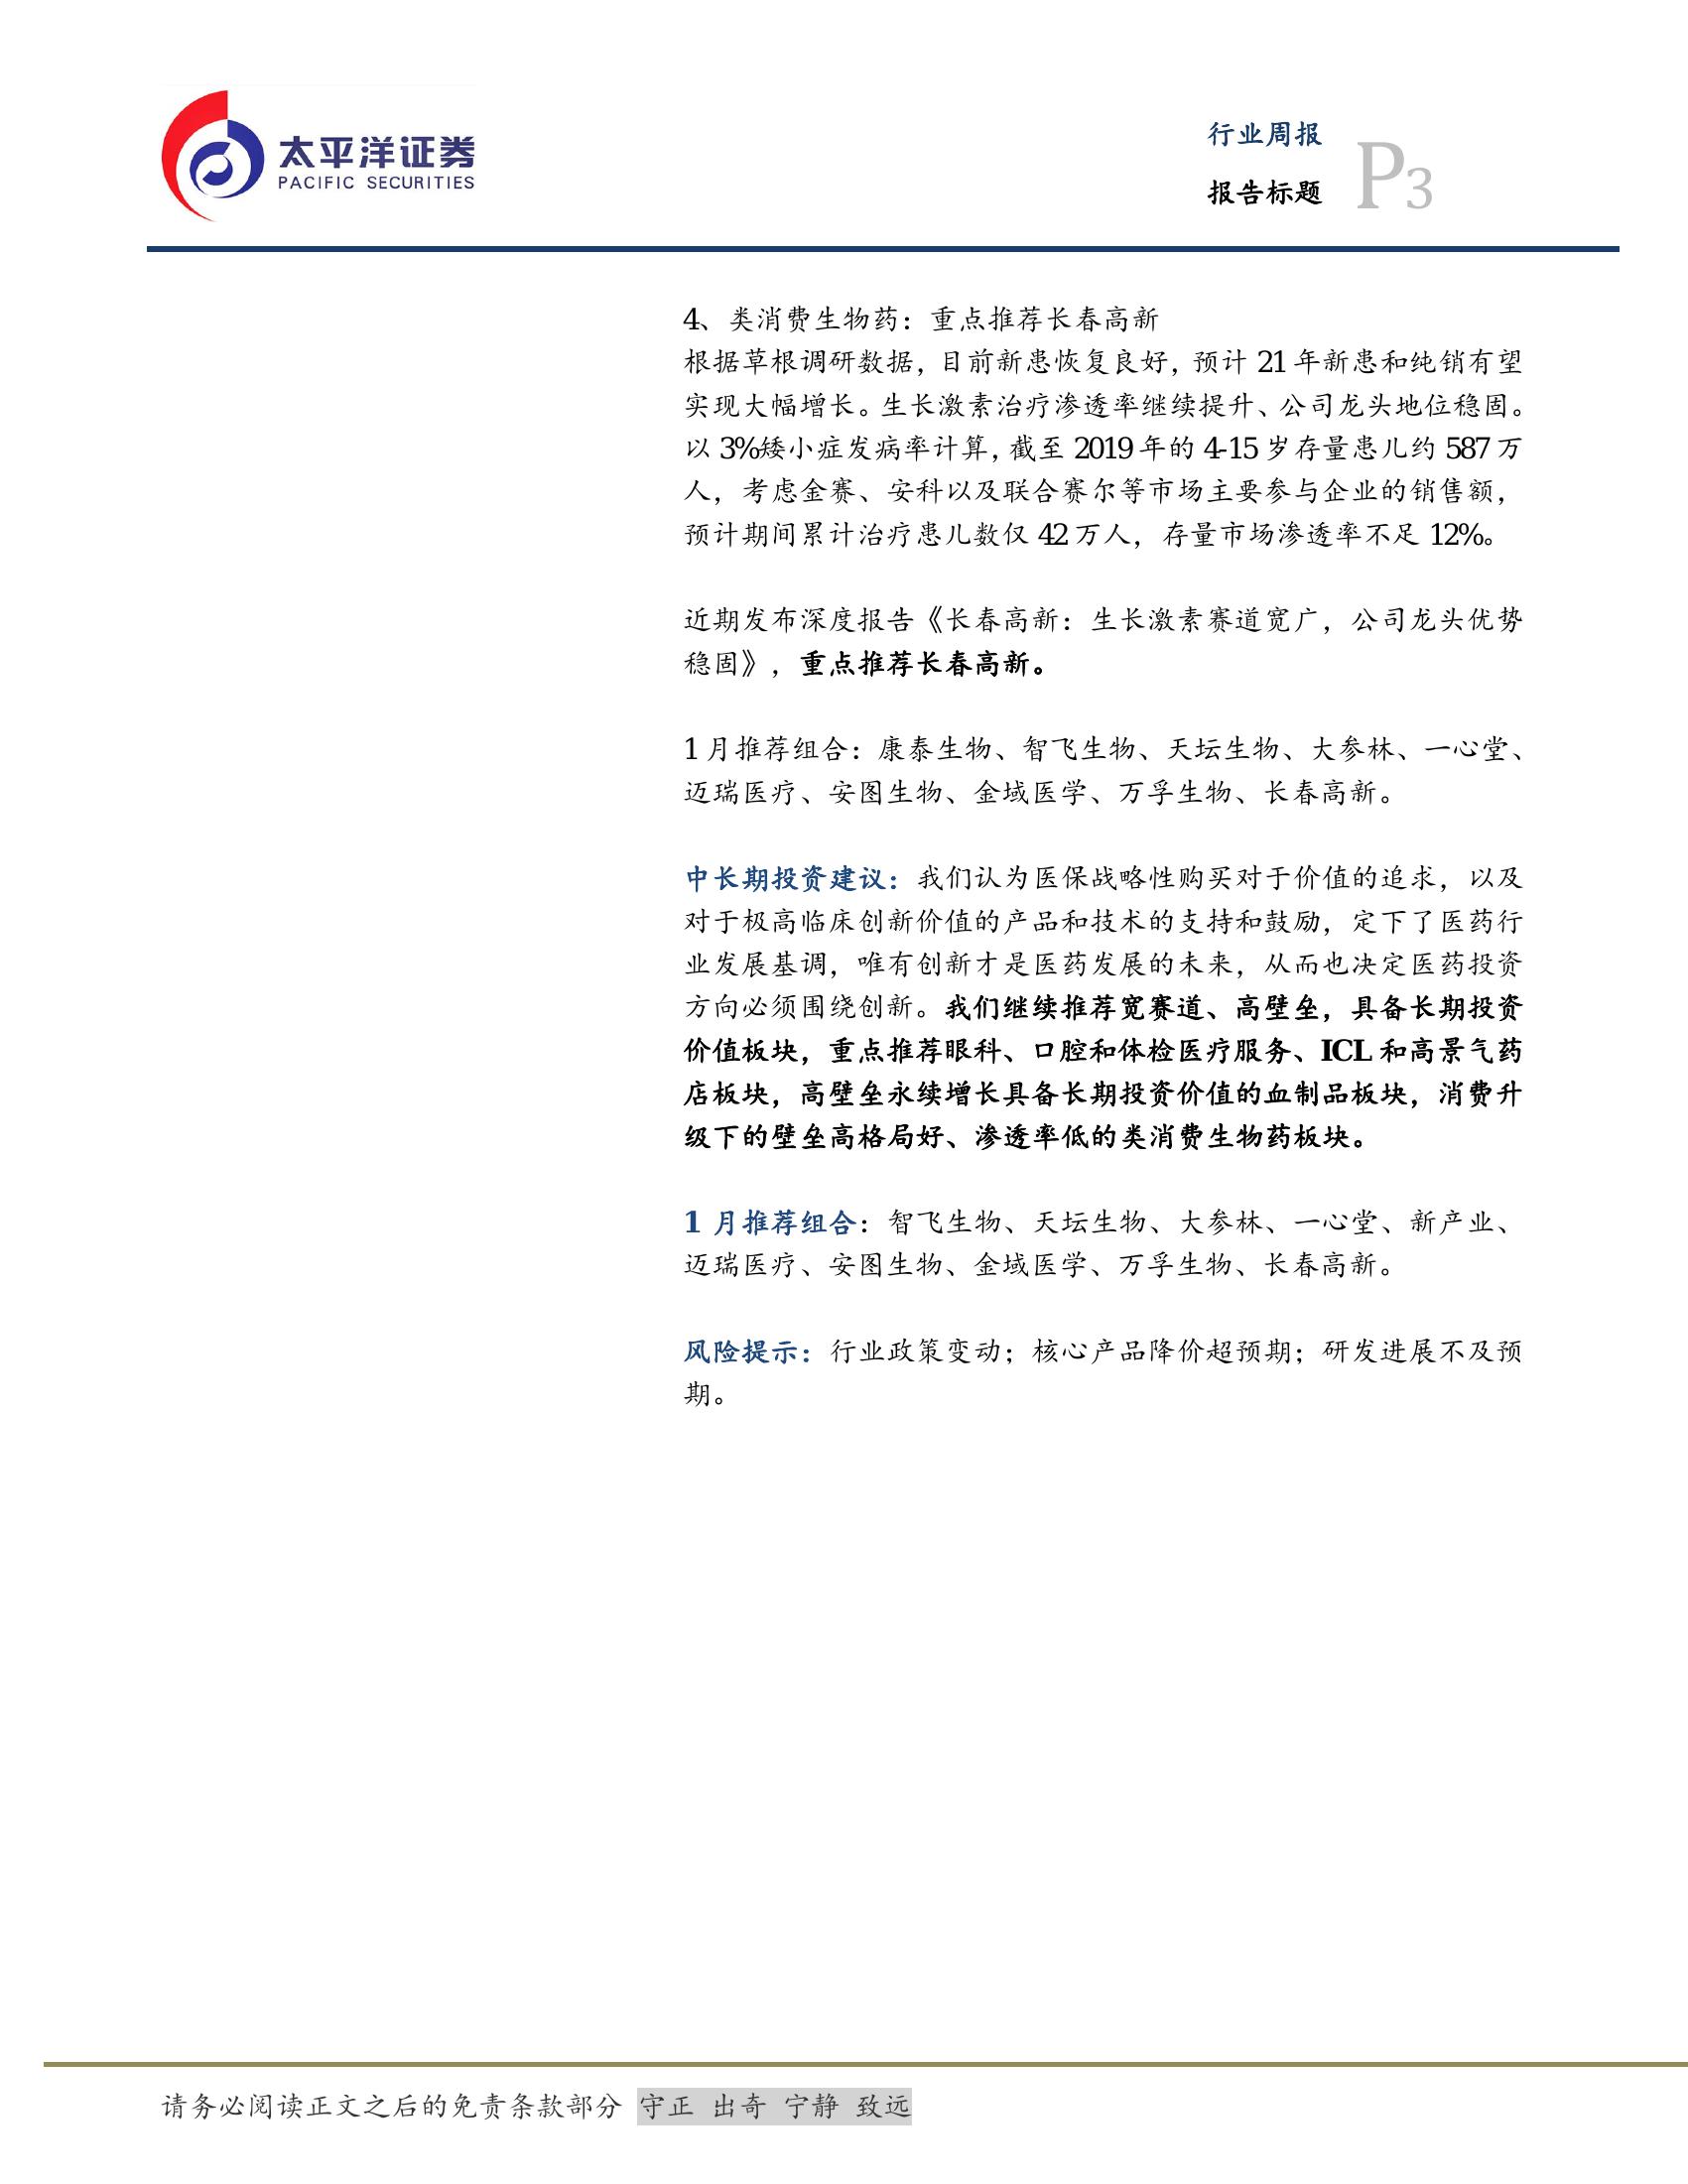 太平洋证券
PACIFIC SECURITIES
行业周报
报告标题
P3
4、类消费生物药：重点推荐长春高新
根据草根调研数据，目前新患恢复良好，预计 21 年新患和纯销有望
实现大幅增长。生长激素治疗渗透率继续提升、公司龙头地位稳固。
以 3%矮小症发病率计算，截至 2019 年的 4-15 岁存量患儿约 587 万
人，考虑金赛、安科以及联合赛尔等市场主要参与企业的销售额，
预计期间累计治疗患儿数仅 42 万人，存量市场渗透率不足 12%。
近期发布深度报告《长春高新：生长激素赛道宽广，公司龙头优势
稳固》，重点推荐长春高新。
1 月推荐组合：康泰生物、智飞生物、天坛生物、大参林、一心堂、
迈瑞医疗、安图生物、金域医学、万孚生物、长春高新。
中长期投资建议：我们认为医保战略性购买对于价值的追求，以及
对于极高临床创新价值的产品和技术的支持和鼓励，定下了医药行
业发展基调，唯有创新才是医药发展的未来，从而也决定医药投资
方向必须围绕创新。我们继续推荐宽赛道、高壁垒，具备长期投资
价值板块，重点推荐眼科、口腔和体检医疗服务、ICL 和高景气药
店板块，高壁垒永续增长具备长期投资价值的血制品板块，消费升
级下的壁垒高格局好、渗透率低的类消费生物药板块。
1 月推荐组合：智飞生物、天坛生物、大参林、一心堂、新产业、
迈瑞医疗、安图生物、金域医学、万孚生物、长春高新。
风险提示：行业政策变动；核心产品降价超预期；研发进展不及预
期。
请务必阅读正文之后的免责条款部分 守正 出奇 宁静 致远